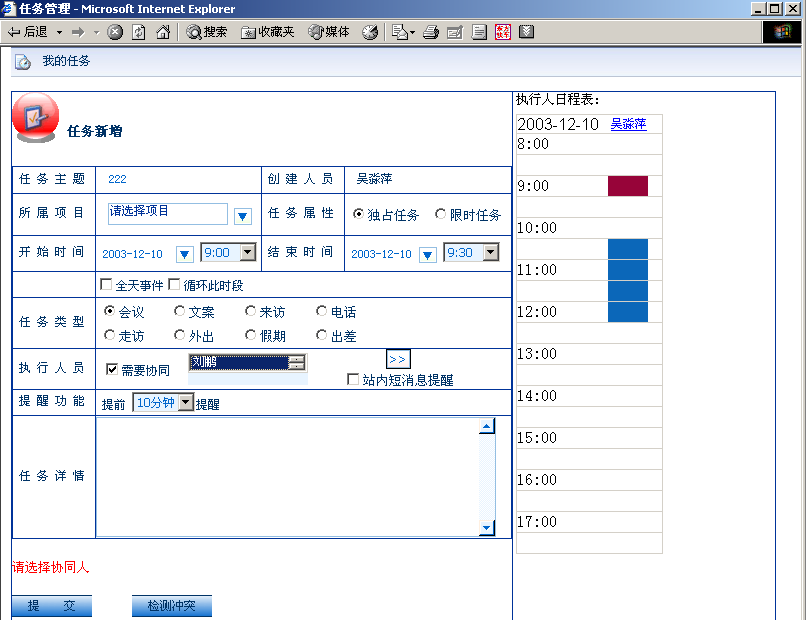 任务管理 - Microsoft Internet Explorer
后退 搜索 收藏夹 媒体
我的任务
任务新增
任务主题 222 创建人员 吴淼萍
所属项目 请选择项目 任务属性 独占任务 限时任务
开始时间 2003-12-10 9:00 结束时间 2003-12-10 9:30
全天事件 循环此时段
任务类型 会议 文案 来访 电话
走访 外出 假期 出差
执行人员 需要协同 刘鹏 >>
站内短消息提醒
提醒功能 提前 10分钟 提醒
任务详情
请选择协同人
提 交 检测冲突
执行人日程表：
2003-12-10 吴淼萍
8:00
9:00
10:00
11:00
12:00
13:00
14:00
15:00
16:00
17:00